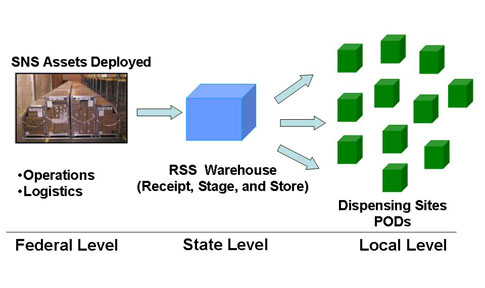 SNS Assets Deployed
•Operations
•Logistics
RSS  Warehouse
(Receipt, Stage, and Store)
Dispensing Sites
PODs
Federal Level
State Level
Local Level